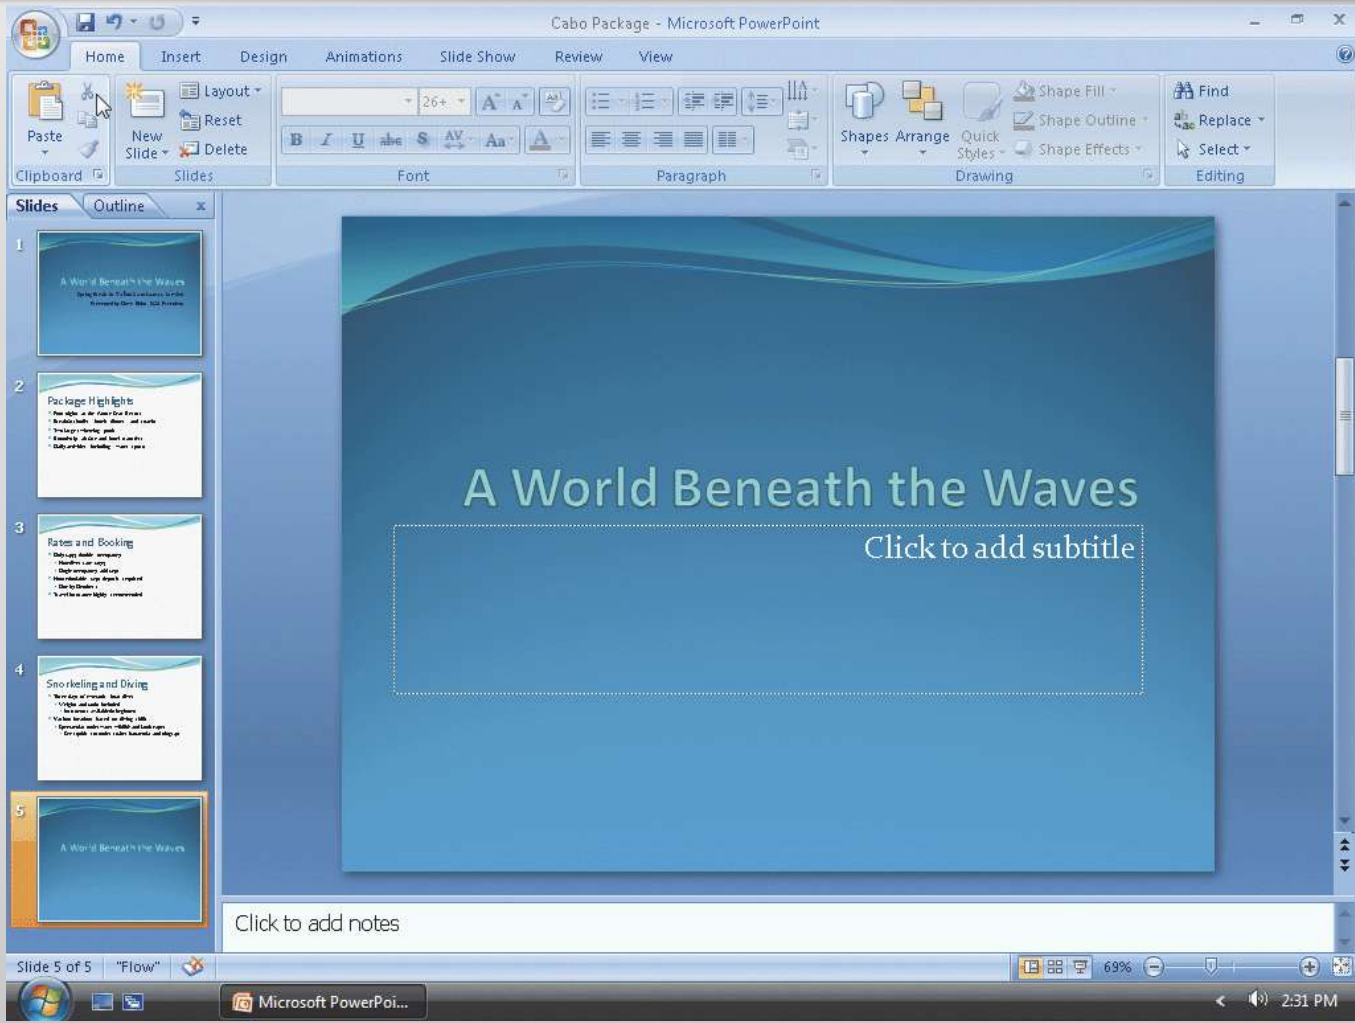 Cabo Package - Microsoft PowerPoint
Home Insert Design Animations Slide Show Review View
Paste
Clipboard
New Slide
Layout
Reset
Delete
Slides
26+
B I U abe S AV Aa A
Font
Paragraph
Shapes Arrange Quick Styles
Shape Fill
Shape Outline
Shape Effects
Drawing
Find
Replace
Select
Editing
Slides Outline x
1
A World Beneath the Waves
2
Package Highlights
3
Rates and Booking
4
Snorkeling and Diving
5
A World Beneath the Waves
A World Beneath the Waves
Click to add subtitle
Click to add notes
Slide 5 of 5 "Flow" 69%
Microsoft PowerPoi... 2:31 PM